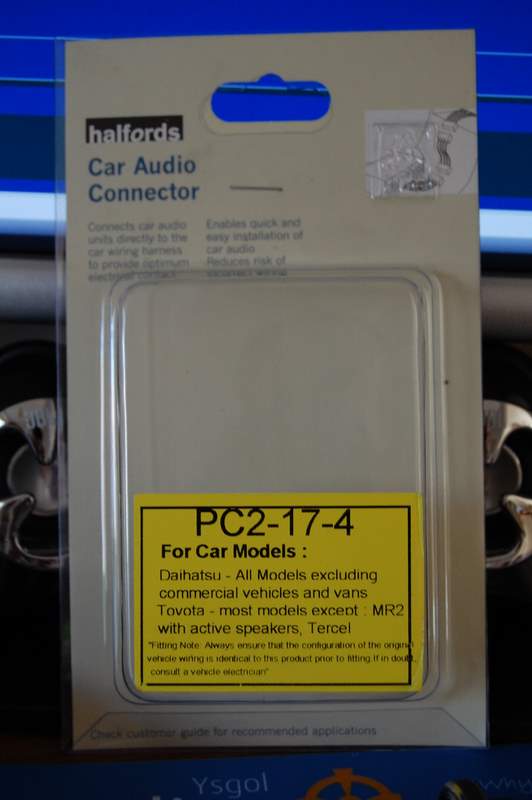 halfords
Car Audio
Connector
Connects car audio
units directly to the
car wiring harness
to provide optimum
electrical contact
Enables quick and
easy installation of
car audio
Reduces risk of
incorrect wiring
PC2-17-4
For Car Models :
Daihatsu - All Models excluding
commercial vehicles and vans
Toyota - most models except : MR2
with active speakers, Tercel
"Fitting Note: Always ensure that the configuration of the original
vehicle wiring is identical to this product prior to fitting.If in doubt,
consult a vehicle electrician"
Check customer guide for recommended applications
Ysgol